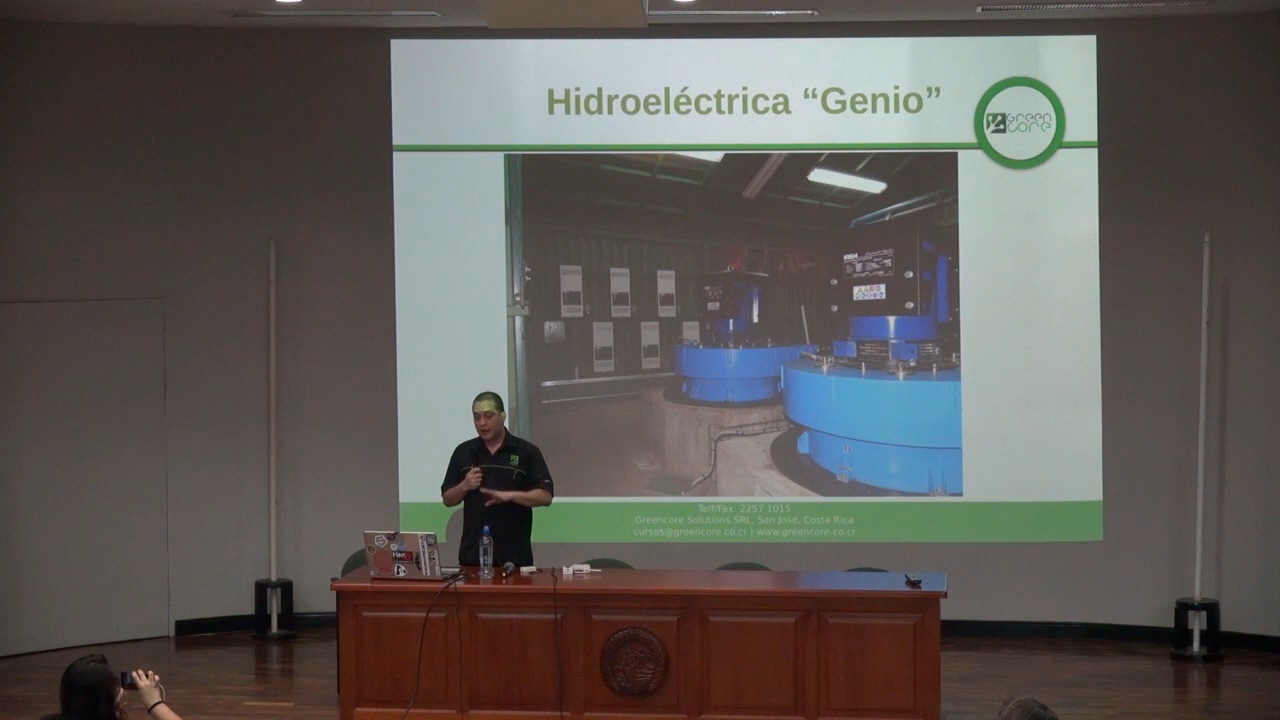 Hidroeléctrica “Genio”
Green
Core
Telf/Fax: 2257 1015
Greencore Solutions SRL, San José, Costa Rica
cursos@greencore.co.cr | www.greencore.co.cr